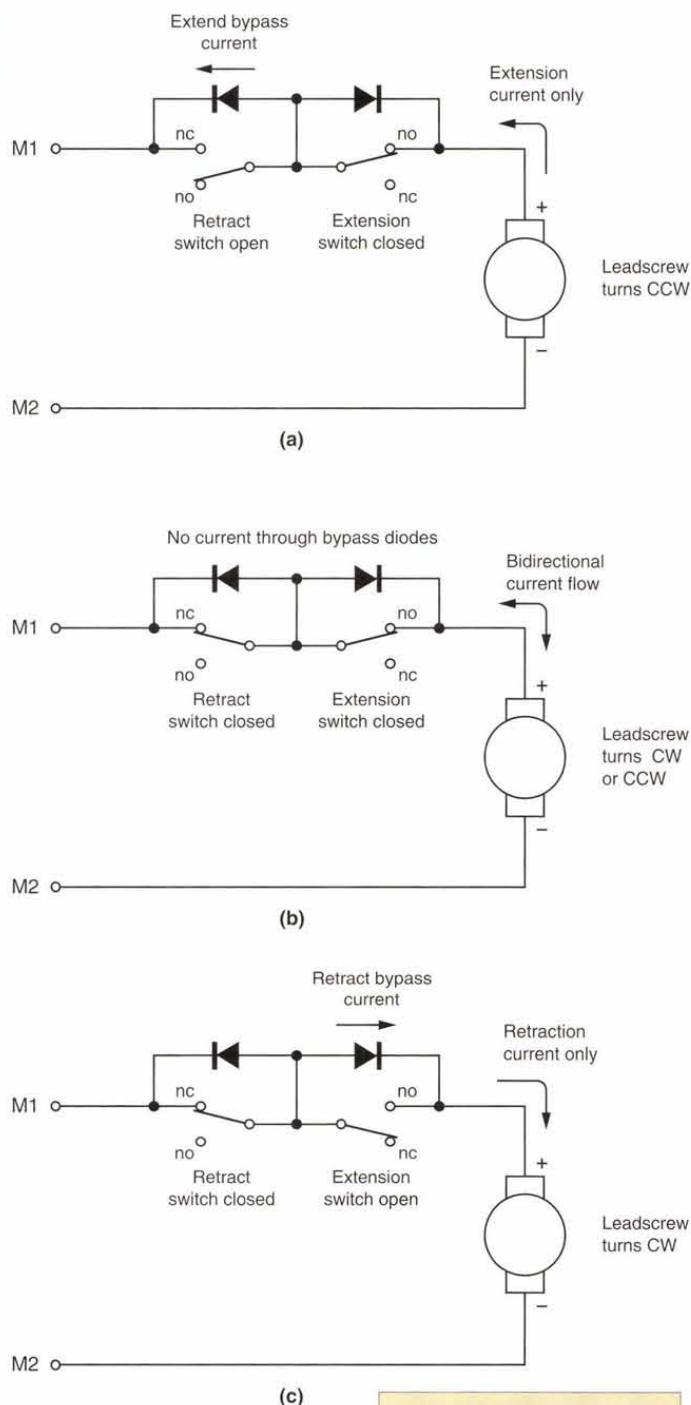 Extend bypass
current
Extension
current only
nc
no
M1
no
nc
+
Retract
switch open
Extension
switch closed
Leadscrew
turns CCW
–
M2
(a)
No current through bypass diodes
Bidirectional
current flow
nc
no
M1
no
nc
+
Retract
switch closed
Extension
switch closed
Leadscrew
turns CW
or CCW
–
M2
(b)
Retract bypass
current
Retraction
current only
nc
no
M1
no
nc
+
Retract
switch closed
Extension
switch open
Leadscrew
turns CW
–
M2
(c)